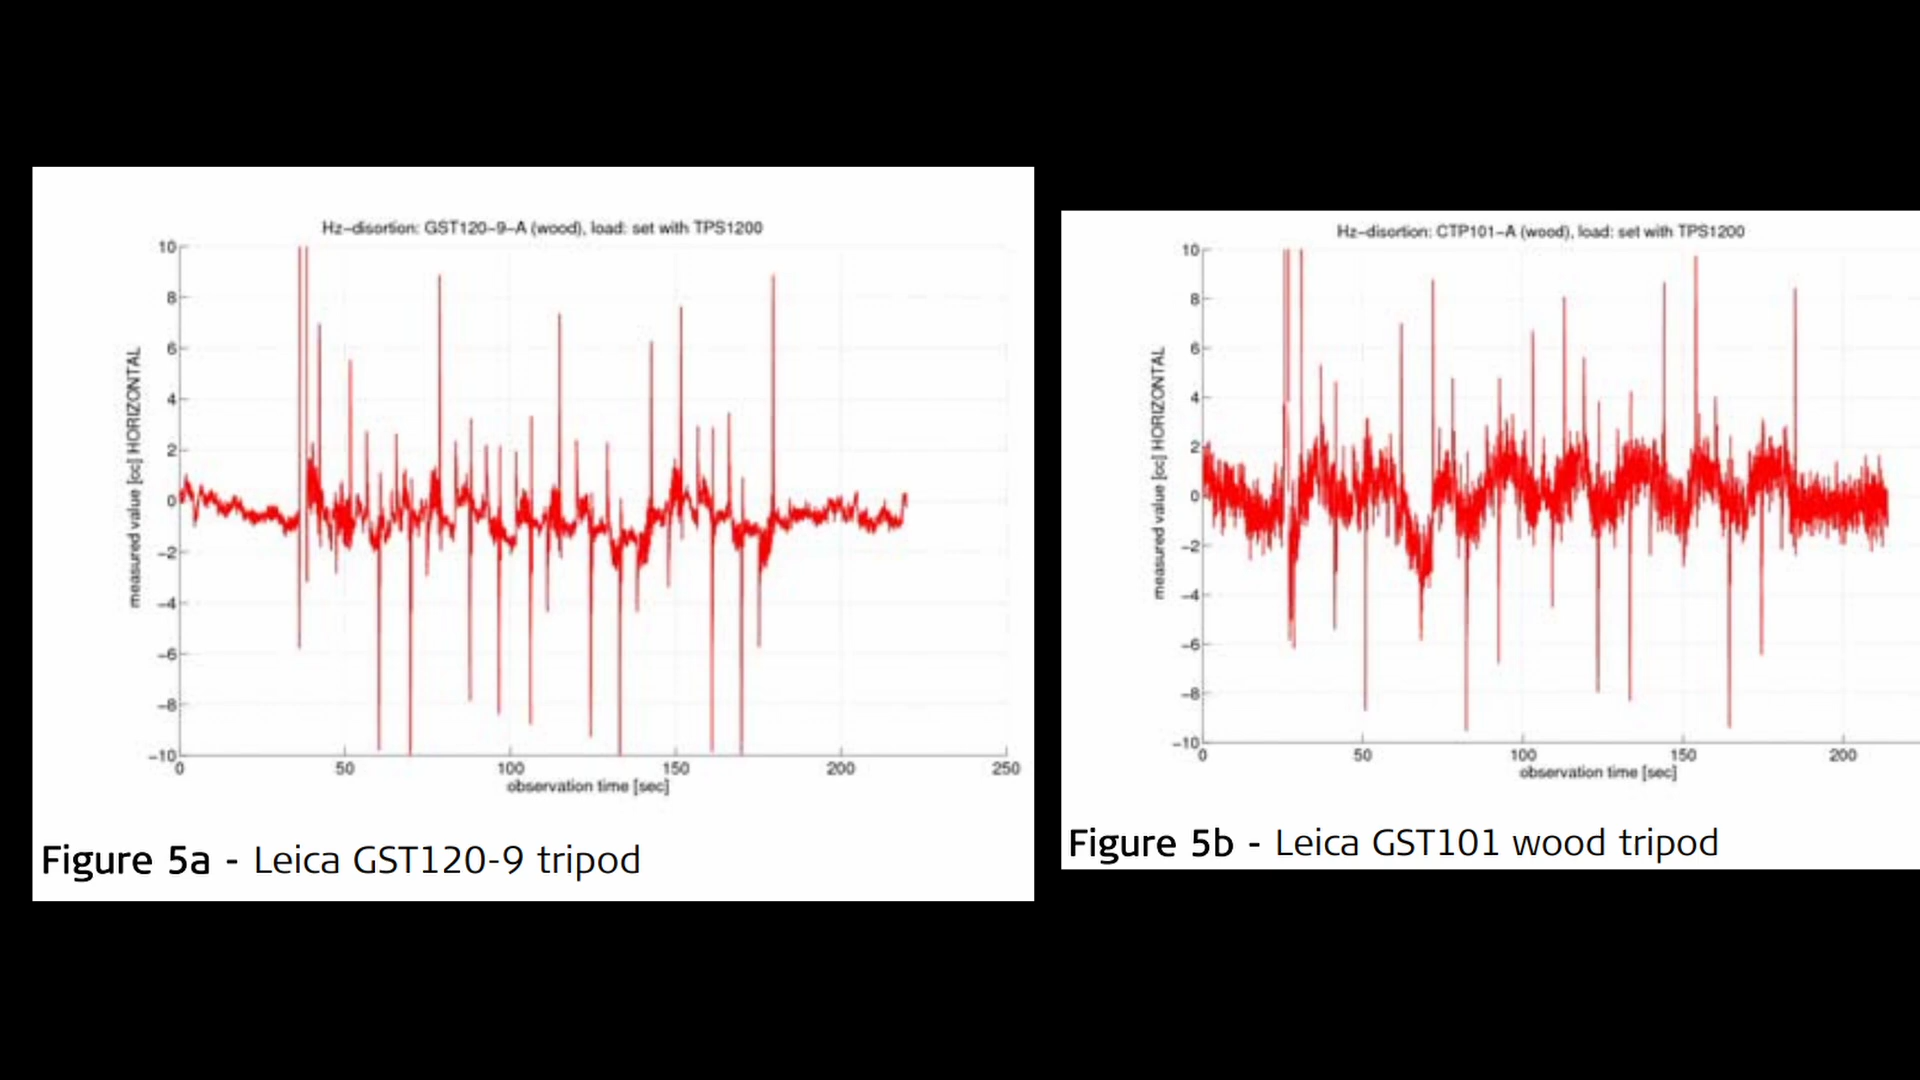 Hz-disortion: GST120-9-A (wood), load: set with TPS1200
measured value [cc] HORIZONTAL
10
8
6
4
2
0
-2
-4
-6
-8
-10
0 50 100 150 200 250
observation time [sec]
Figure 5a - Leica GST120-9 tripod
Hz-disortion: CTP101-A (wood), load: set with TPS1200
measured value [cc] HORIZONTAL
10
8
6
4
2
0
-2
-4
-6
-8
-10
0 50 100 150 200
observation time [sec]
Figure 5b - Leica GST101 wood tripod